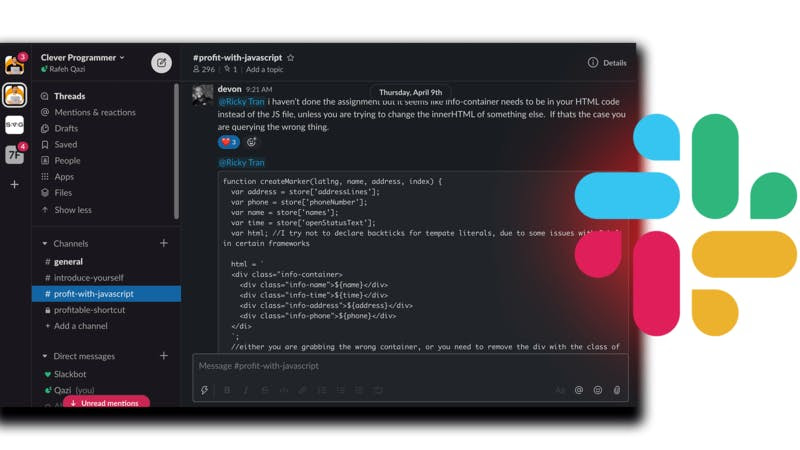 3
Clever Programmer
Rafeh Qazi
SVG
4
7F
Threads
Mentions & reactions
Drafts
Saved
People
Apps
Files
Show less
Channels
# general
# introduce-yourself
# profit-with-javascript
profitable-shortcut
+ Add a channel
Direct messages
Slackbot
Qazi (you)
Unread mentions
#profit-with-javascript
296 | 1 | Add a topic
Details
Thursday, April 9th
devon 9:21 AM
@Ricky Tran i haven't done the assignment but it seems like info-container needs to be in your HTML code
instead of the JS file, unless you are trying to change the innerHTML of something else. If thats the case you
are querying the wrong thing.
3
@Ricky Tran
function createMarker(latlng, name, address, index) {
var address = store['addressLines'];
var phone = store['phoneNumber'];
var name = store['names'];
var time = store['openStatusText'];
var html; //I try not to declare backticks for tempate literals, due to some issues with
in certain frameworks
html = `
<div class="info-container">
<div class="info-name">${name}</div>
<div class="info-time">${time}</div>
<div class="info-address">${address}</div>
<div class="info-phone">${phone}</div>
</di>
`;
//either you are grabbing the wrong container, or you need to remove the div with the class of
Message #profit-with-javascript
B I S
Aa @